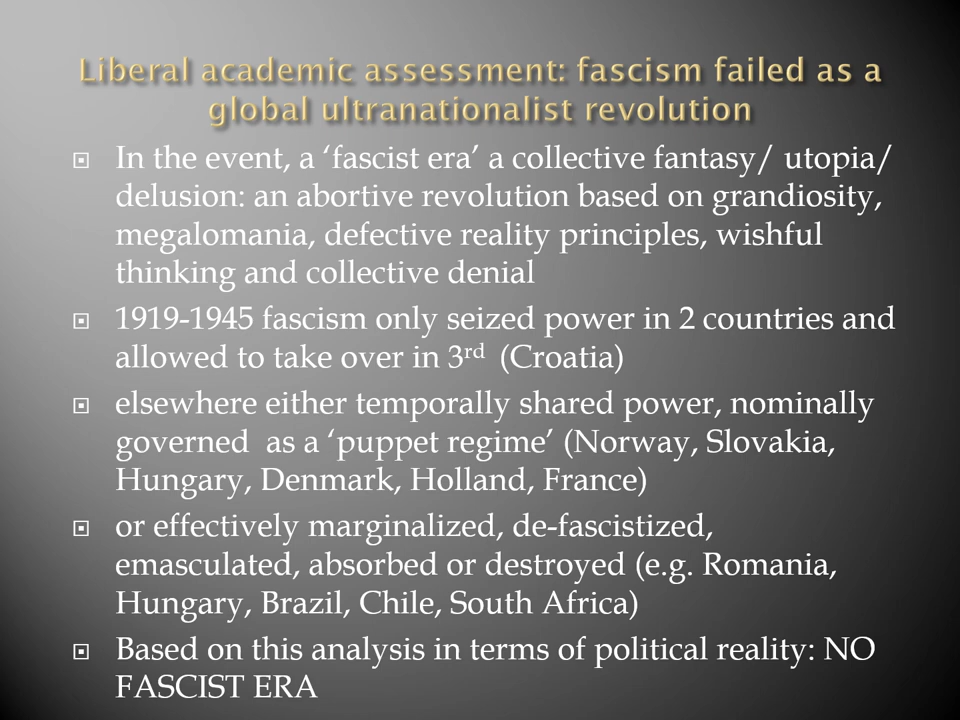 Liberal academic assessment: fascism failed as a
global ultranationalist revolution
In the event, a ‘fascist era’ a collective fantasy/ utopia/
delusion: an abortive revolution based on grandiosity,
megalomania, defective reality principles, wishful
thinking and collective denial
1919-1945 fascism only seized power in 2 countries and
allowed to take over in 3rd (Croatia)
elsewhere either temporally shared power, nominally
governed as a ‘puppet regime’ (Norway, Slovakia,
Hungary, Denmark, Holland, France)
or effectively marginalized, de-fascistized,
emasculated, absorbed or destroyed (e.g. Romania,
Hungary, Brazil, Chile, South Africa)
Based on this analysis in terms of political reality: NO
FASCIST ERA